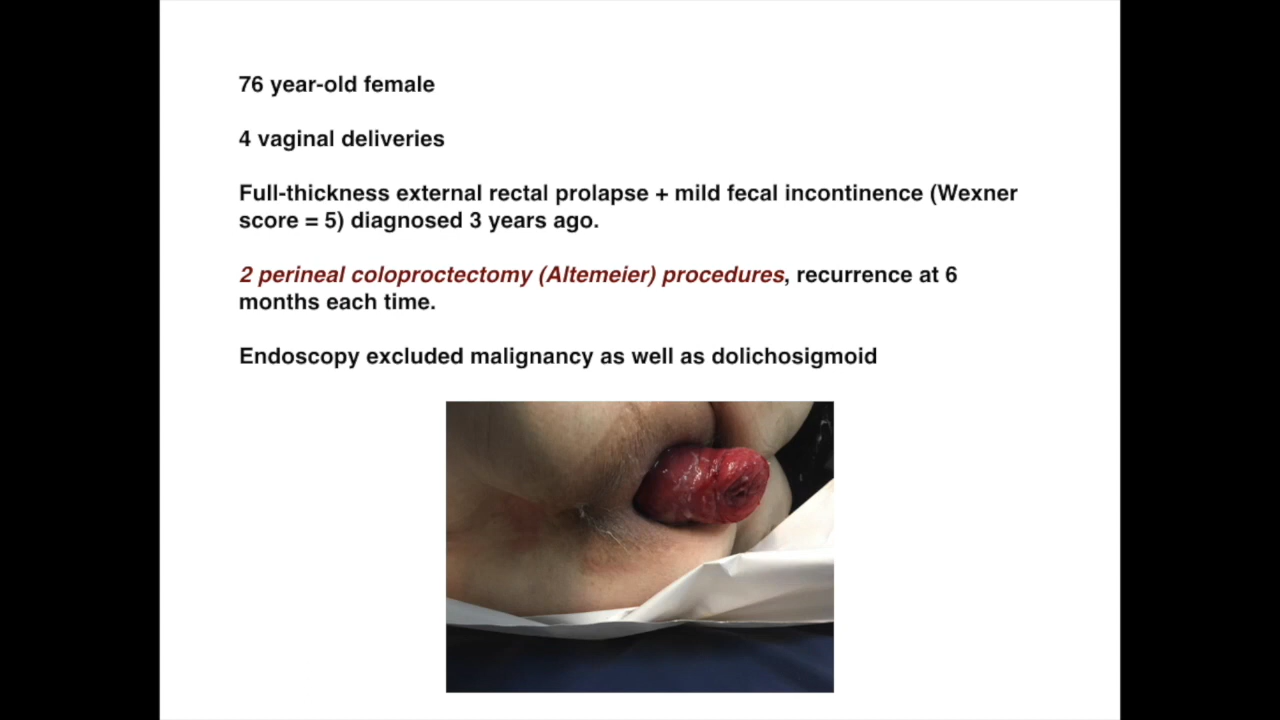 76 year-old female
4 vaginal deliveries
Full-thickness external rectal prolapse + mild fecal incontinence (Wexner
score = 5) diagnosed 3 years ago.
2 perineal coloproctectomy (Altemeier) procedures, recurrence at 6
months each time.
Endoscopy excluded malignancy as well as dolichosigmoid